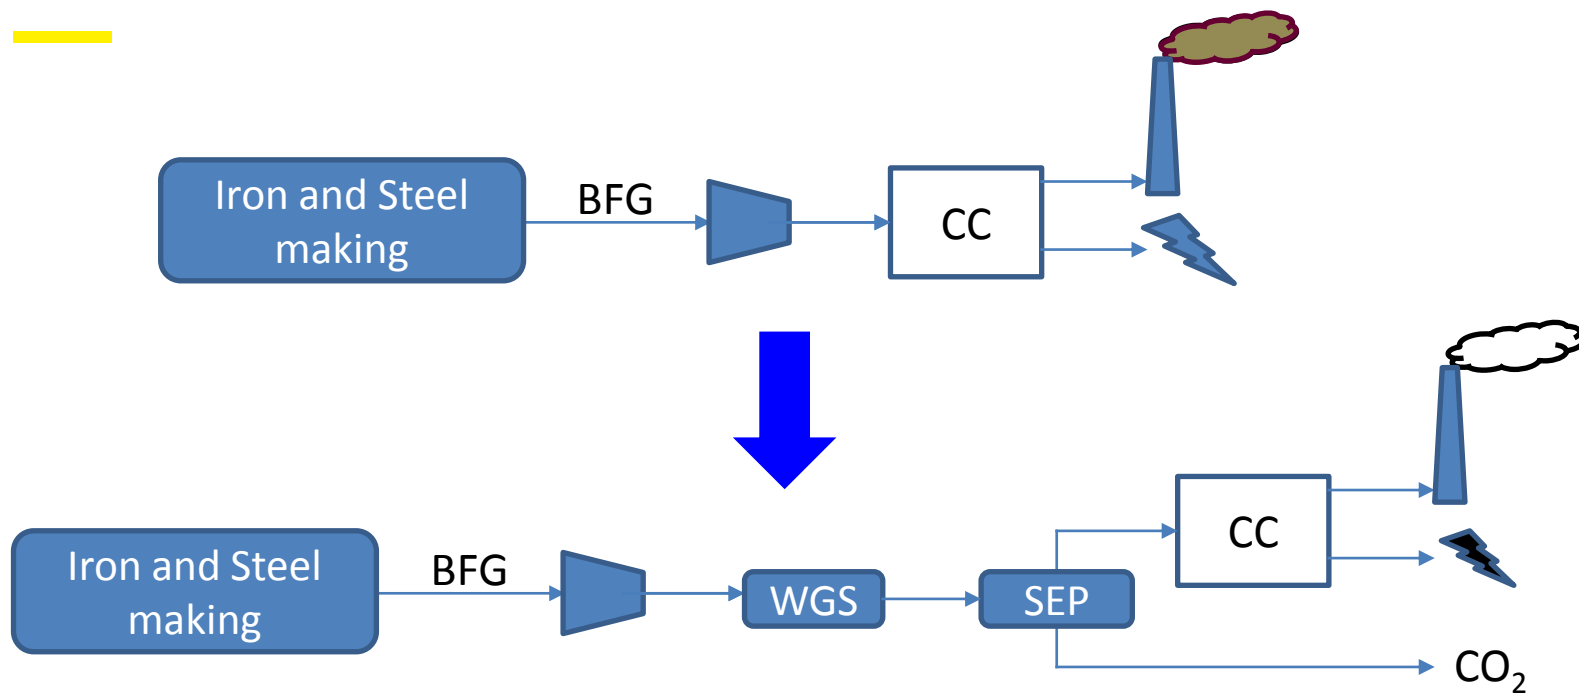 Iron and Steel
making
BFG
CC
Iron and Steel
making
BFG
WGS
SEP
CC
CO₂